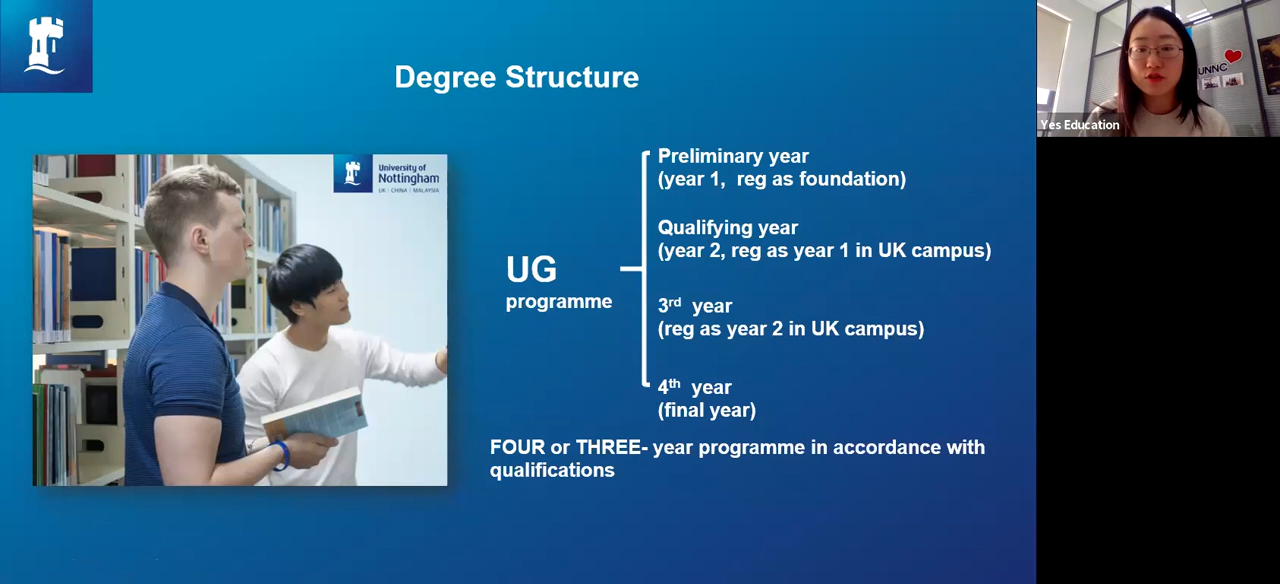 Degree Structure
University of
Nottingham
UK | CHINA | MALAYSIA
UG
programme
Preliminary year
(year 1, reg as foundation)
Qualifying year
(year 2, reg as year 1 in UK campus)
3rd year
(reg as year 2 in UK campus)
4th year
(final year)
FOUR or THREE- year programme in accordance with
qualifications
UNNC
Yes Education